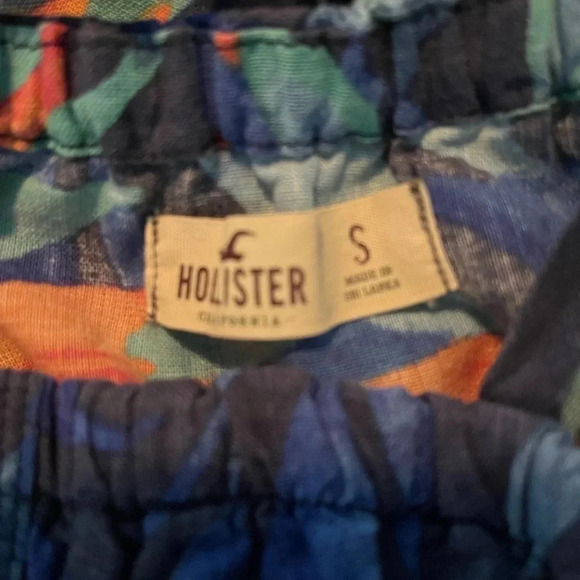 HOLLISTER
CALIFORNIA
S
MADE IN
SRI LANKA